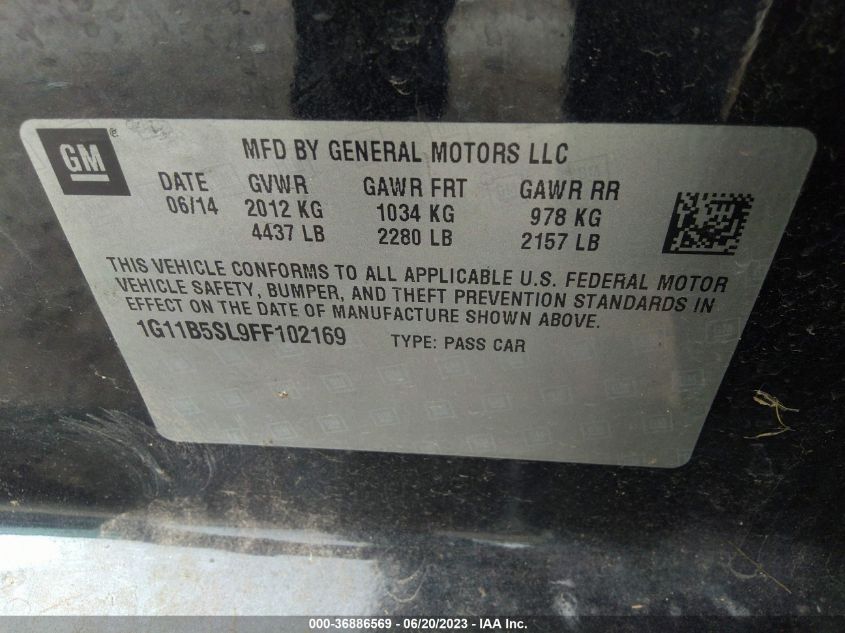 GM ®
MFD BY GENERAL MOTORS LLC
DATE GVWR GAWR FRT GAWR RR
06/14 2012 KG 1034 KG 978 KG
4437 LB 2280 LB 2157 LB
THIS VEHICLE CONFORMS TO ALL APPLICABLE U.S. FEDERAL MOTOR
VEHICLE SAFETY, BUMPER, AND THEFT PREVENTION STANDARDS IN
EFFECT ON THE DATE OF MANUFACTURE SHOWN ABOVE.
1G11B5SL9FF102169 TYPE: PASS CAR
000-36886569 - 06/20/2023 - IAA Inc.